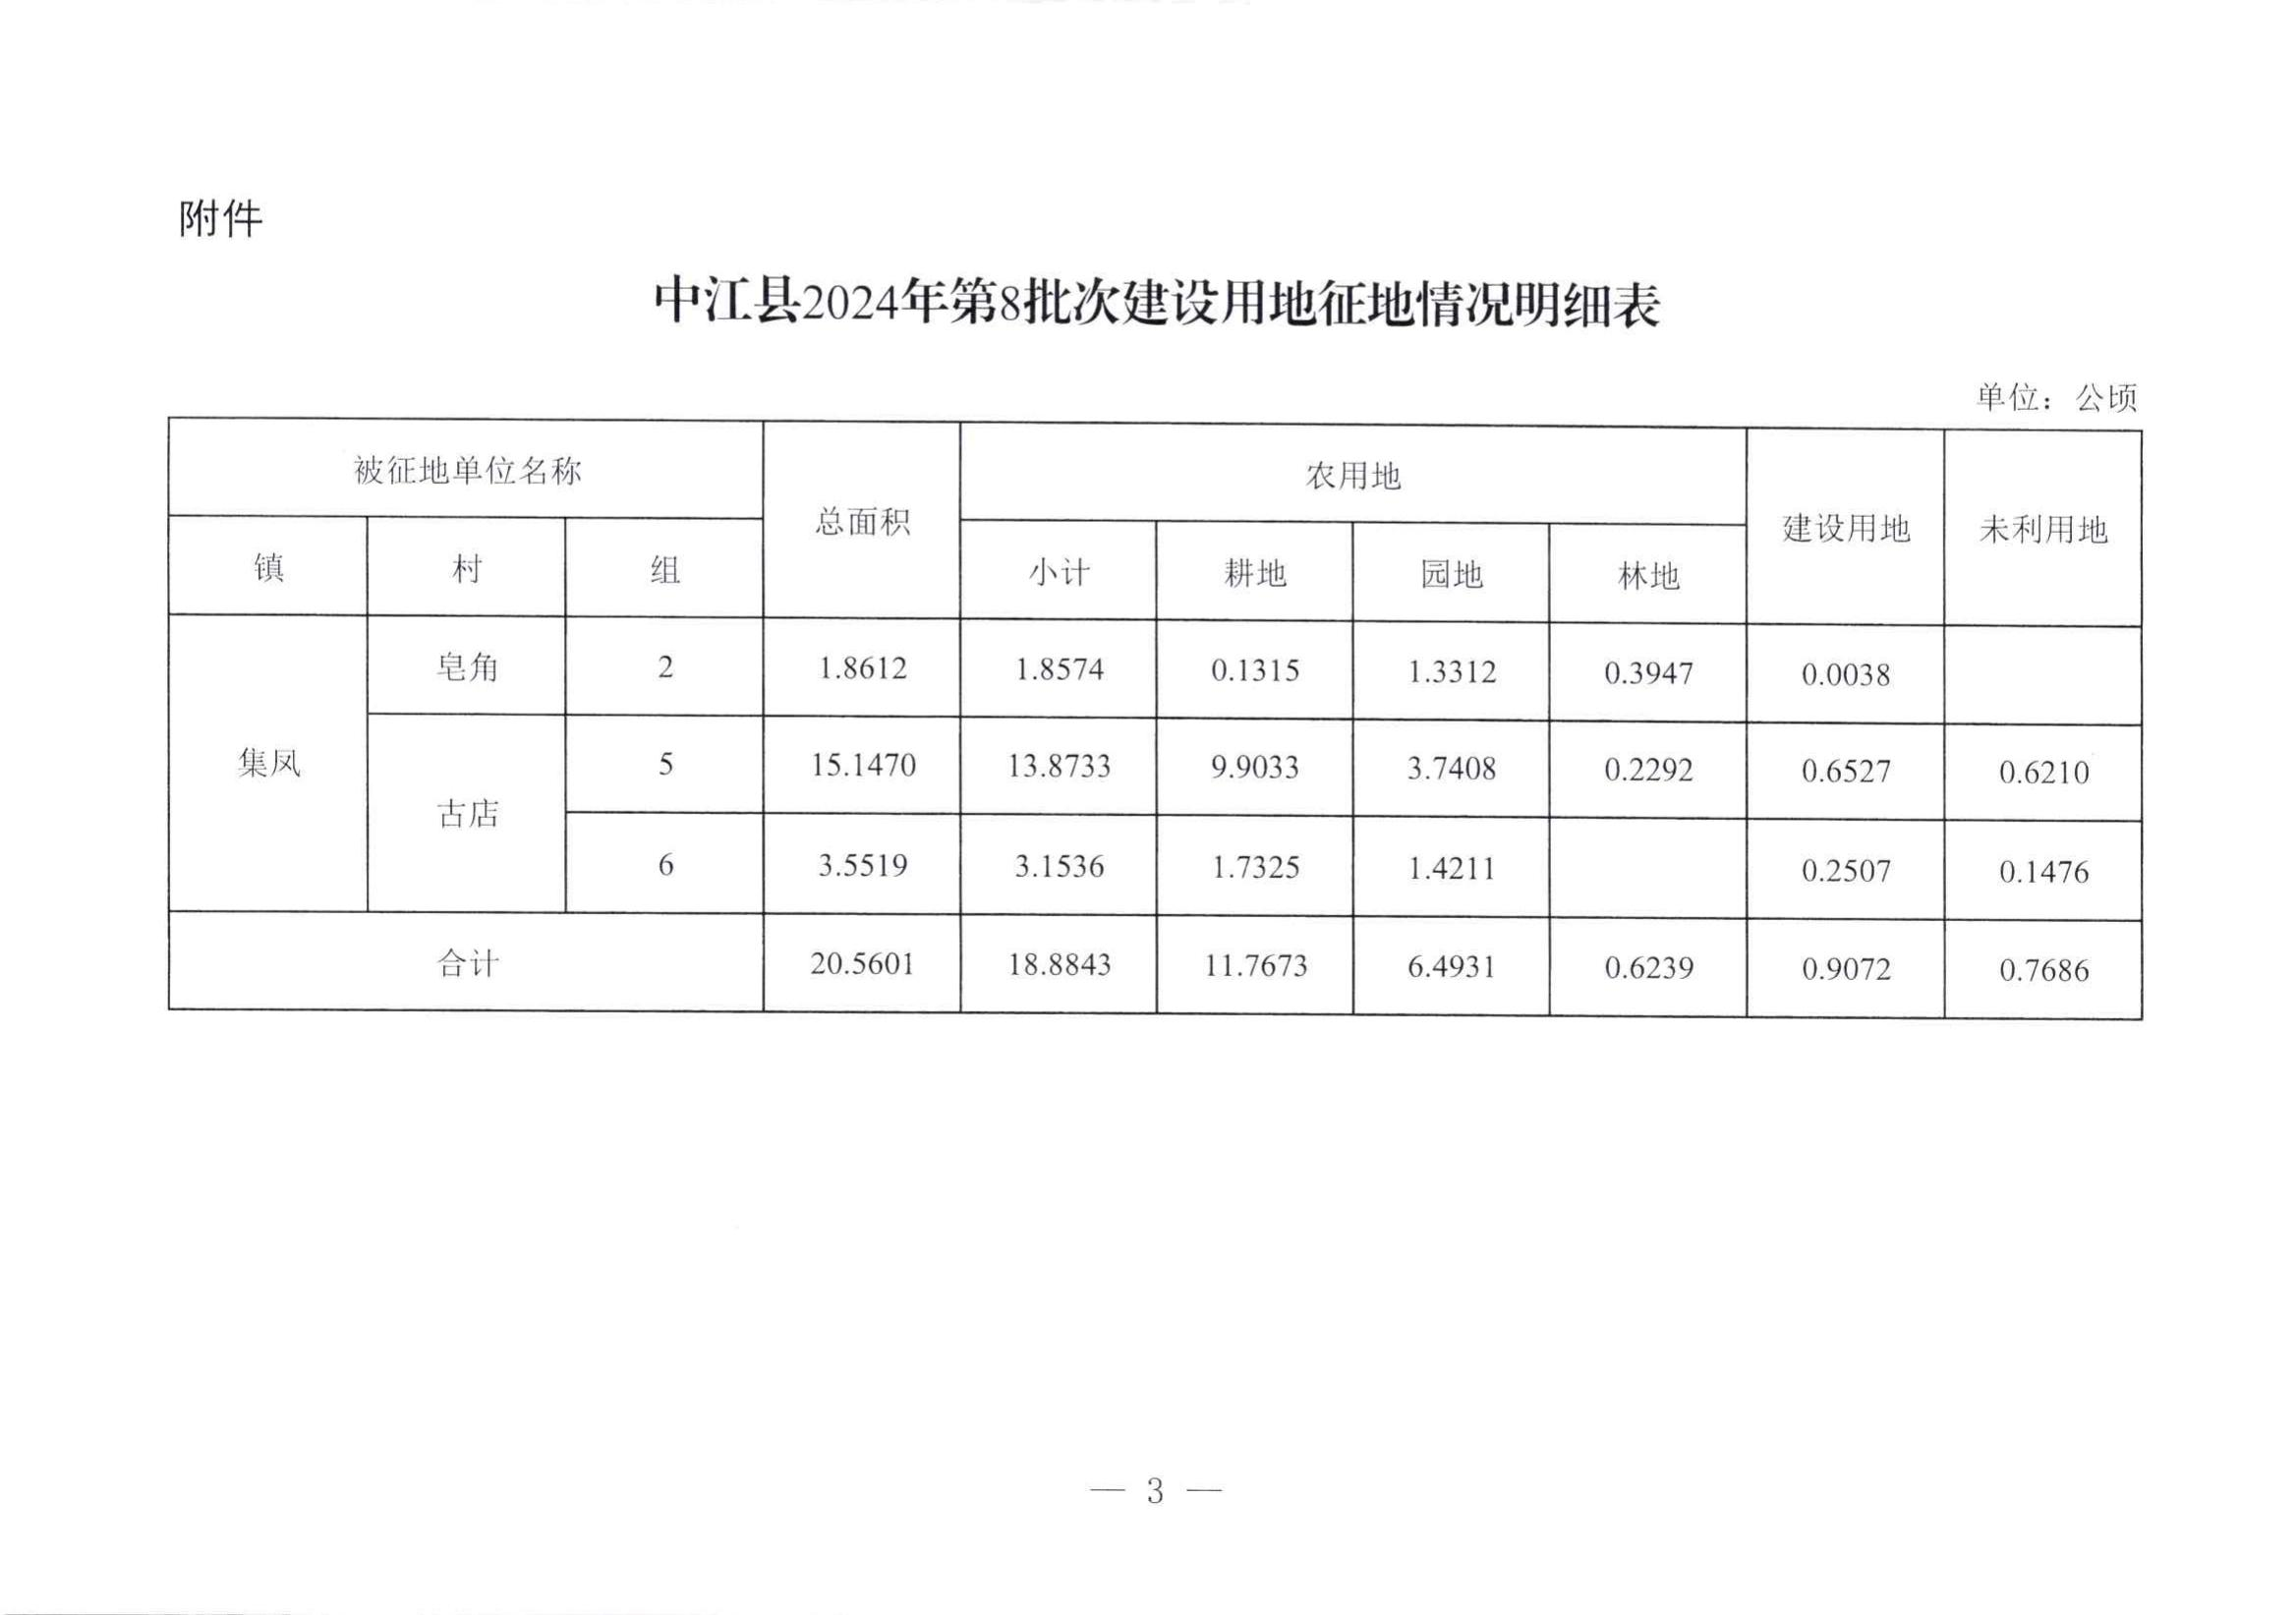 附件
中江县2024年第8批次建设用地征地情况明细表
单位：公顷
被征地单位名称 总面积 农用地 建设用地 未利用地
镇 村 组 小计 耕地 园地 林地
集凤 皂角 2 1.8612 1.8574 0.1315 1.3312 0.3947 0.0038
古店 5 15.1470 13.8733 9.9033 3.7408 0.2292 0.6527 0.6210
6 3.5519 3.1536 1.7325 1.4211 0.2507 0.1476
合计 20.5601 18.8843 11.7673 6.4931 0.6239 0.9072 0.7686
— 3 —